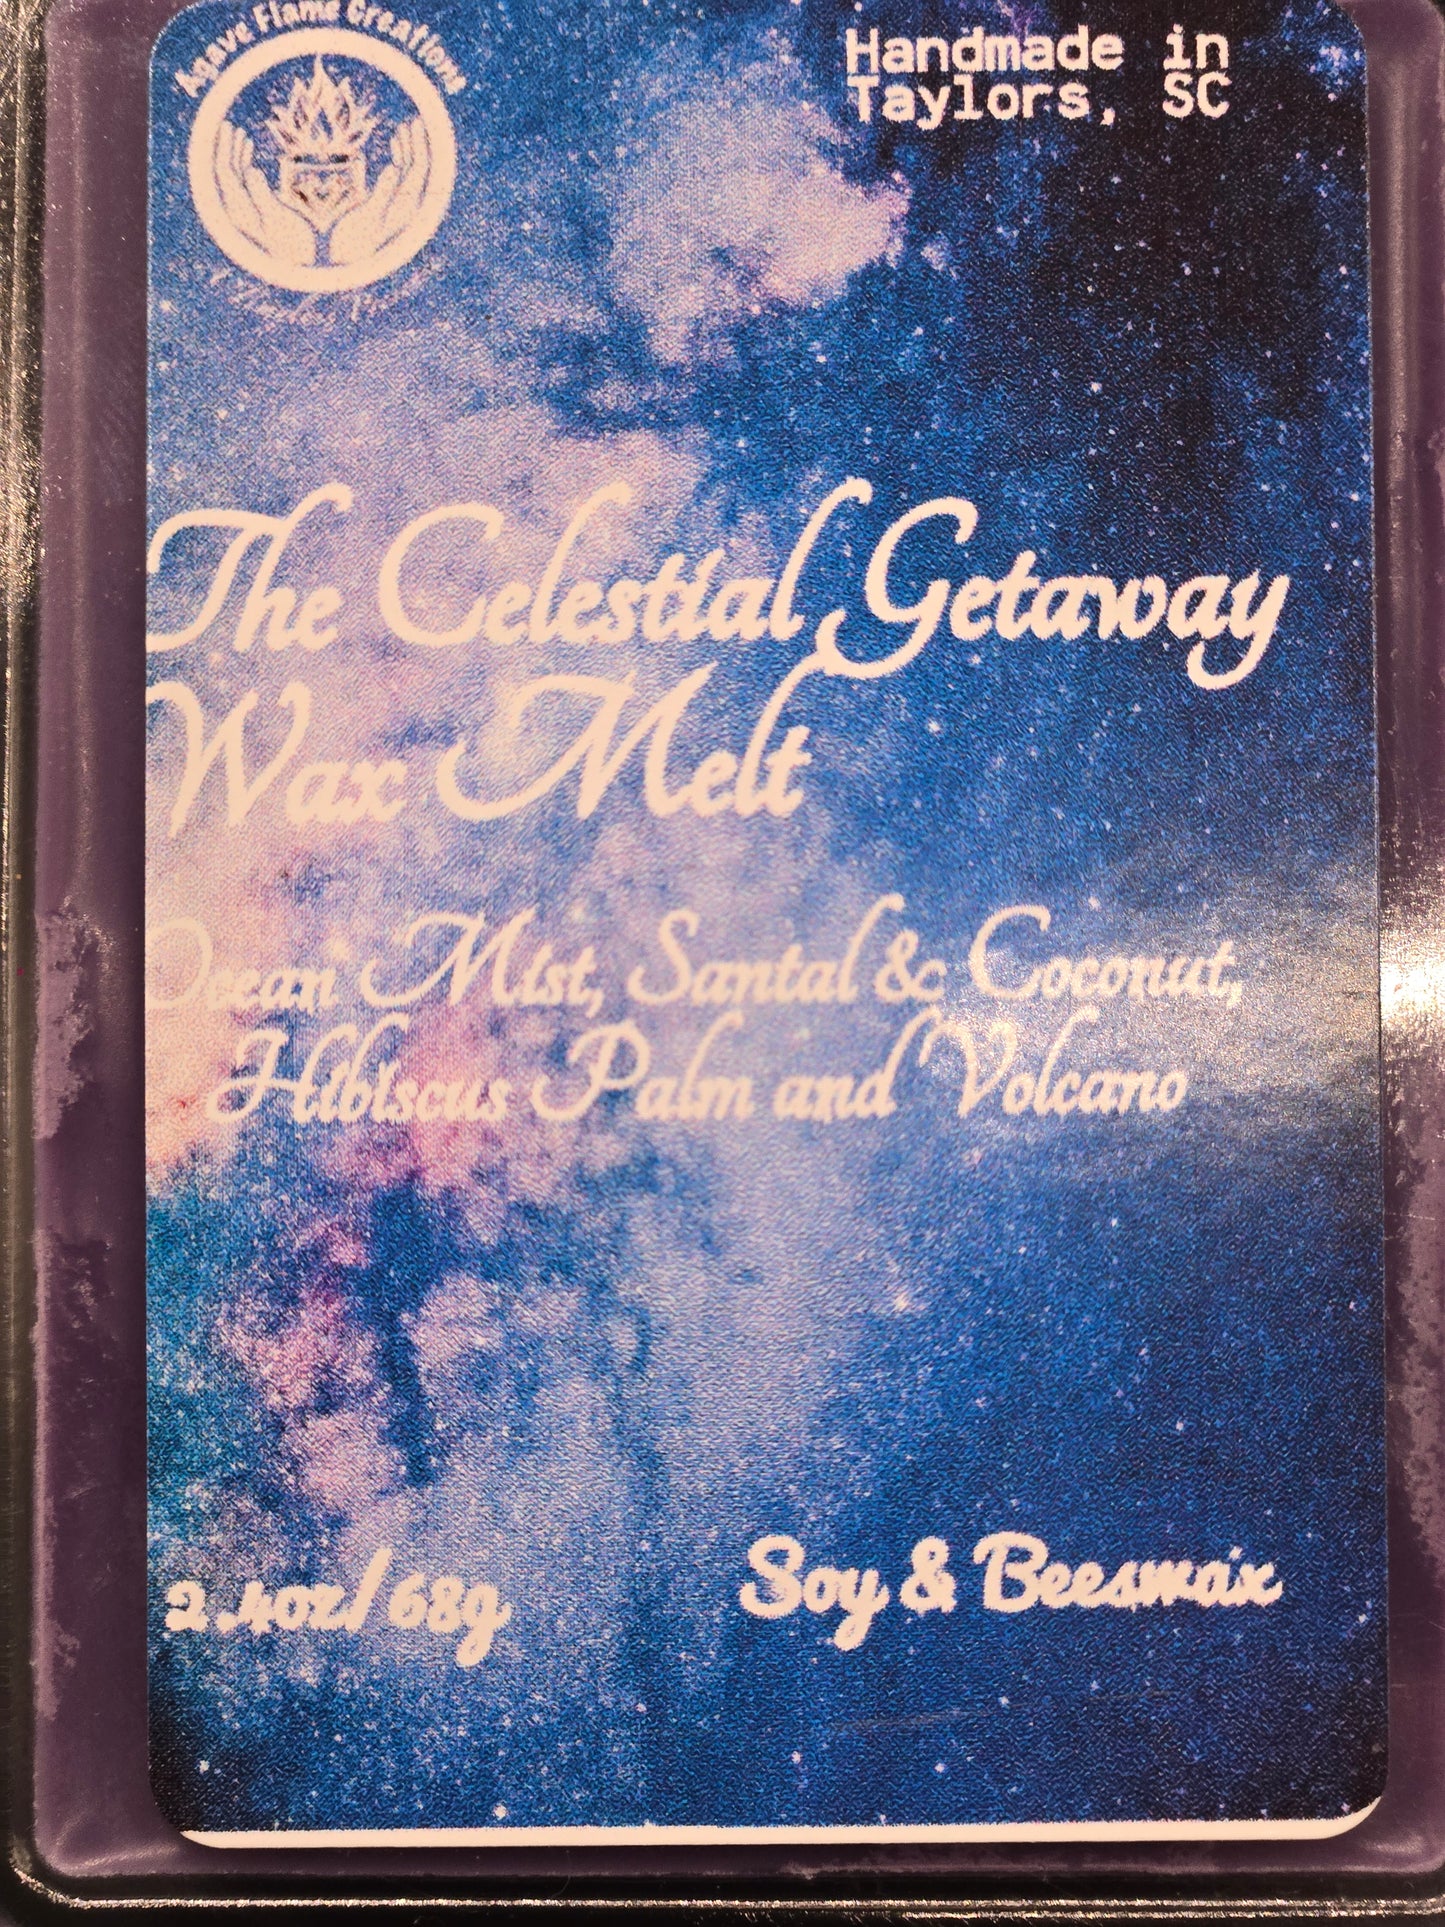 Agave Flame Creations
Handmade in
Taylors, SC
The Celestial Getaway
Wax Melt
Ocean Mist, Santal & Coconut,
Hibiscus Palm and Volcano
2.4oz/68g
Soy & Beeswax